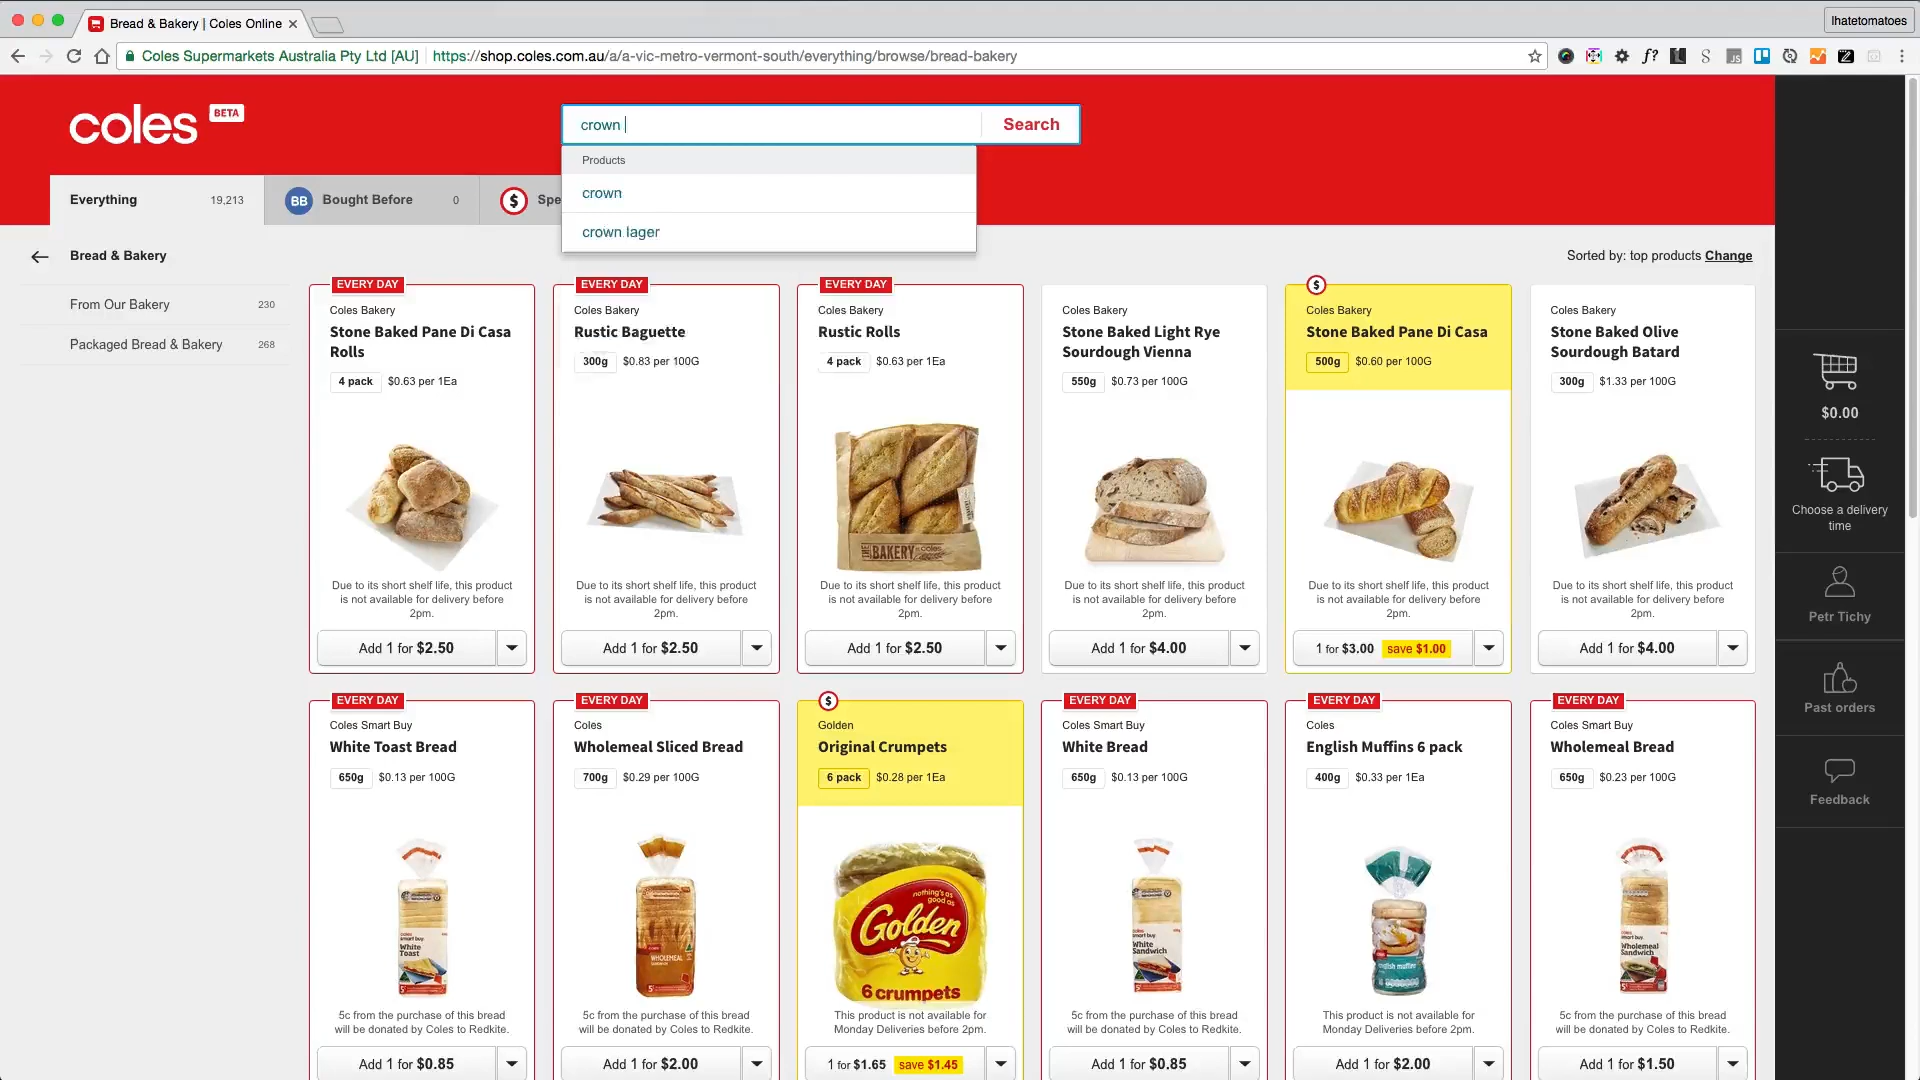 Bread & Bakery | Coles Online
Ihatetomatoes
Coles Supermarkets Australia Pty Ltd [AU]
https://shop.coles.com.au/a/a-vic-metro-vermont-south/everything/browse/bread-bakery
coles BETA
crown
Search
Products
crown
crown lager
Everything 19,213
BB Bought Before 0
$ Spe
Bread & Bakery
From Our Bakery 230
Packaged Bread & Bakery 268
Sorted by: top products Change
EVERY DAY
Coles Bakery
Stone Baked Pane Di Casa
Rolls
4 pack $0.63 per 1Ea
Due to its short shelf life, this product
is not available for delivery before
2pm.
Add 1 for $2.50
EVERY DAY
Coles Bakery
Rustic Baguette
300g $0.83 per 100G
Due to its short shelf life, this product
is not available for delivery before
2pm.
Add 1 for $2.50
EVERY DAY
Coles Bakery
Rustic Rolls
4 pack $0.63 per 1Ea
BAKERY coles
Due to its short shelf life, this product
is not available for delivery before
2pm.
Add 1 for $2.50
Coles Bakery
Stone Baked Light Rye
Sourdough Vienna
550g $0.73 per 100G
Due to its short shelf life, this product
is not available for delivery before
2pm.
Add 1 for $4.00
$
Coles Bakery
Stone Baked Pane Di Casa
500g $0.60 per 100G
Due to its short shelf life, this product
is not available for delivery before
2pm.
1 for $3.00 save $1.00
Coles Bakery
Stone Baked Olive
Sourdough Batard
300g $1.33 per 100G
Due to its short shelf life, this product
is not available for delivery before
2pm.
Add 1 for $4.00
EVERY DAY
Coles Smart Buy
White Toast Bread
650g $0.13 per 100G
smart buy
White
Toast
5c from the purchase of this bread
will be donated by Coles to Redkite.
Add 1 for $0.85
EVERY DAY
Coles
Wholemeal Sliced Bread
700g $0.29 per 100G
WHOLEMEAL
5c from the purchase of this bread
will be donated by Coles to Redkite.
Add 1 for $2.00
$
Golden
Original Crumpets
6 pack $0.28 per 1Ea
nothing's as
good as
Golden
6 crumpets
This product is not available for
Monday Deliveries before 2pm.
1 for $1.65 save $1.45
EVERY DAY
Coles Smart Buy
White Bread
650g $0.13 per 100G
smart buy
White
Sandwich
5c from the purchase of this bread
will be donated by Coles to Redkite.
Add 1 for $0.85
EVERY DAY
Coles
English Muffins 6 pack
400g $0.33 per 1Ea
english muffins
This product is not available for
Monday Deliveries before 2pm.
Add 1 for $2.00
EVERY DAY
Coles Smart Buy
Wholemeal Bread
650g $0.23 per 100G
smart buy
Wholemeal
Sandwich
5c from the purchase of this bread
will be donated by Coles to Redkite.
Add 1 for $1.50
$0.00
Choose a delivery
time
Petr Tichy
Past orders
Feedback